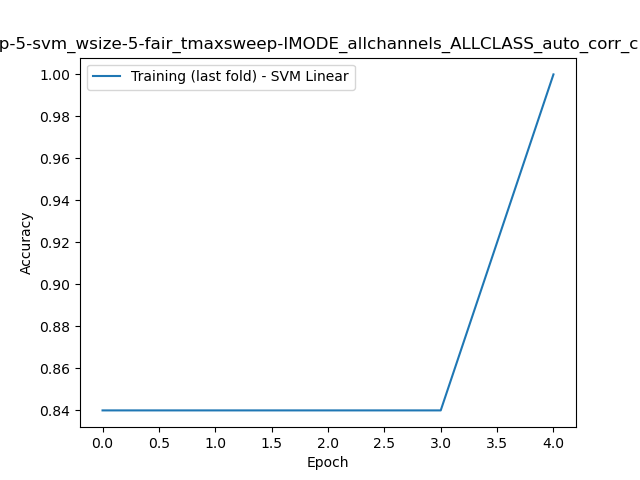 p-5-svm_wsize-5-fair_tmaxsweep-IMODE_allchannels_ALLCLASS_auto_corr_c
Training (last fold) - SVM Linear
1.00
0.98
0.96
0.94
0.92
0.90
0.88
0.86
0.84
Accuracy
0.0 0.5 1.0 1.5 2.0 2.5 3.0 3.5 4.0
Epoch